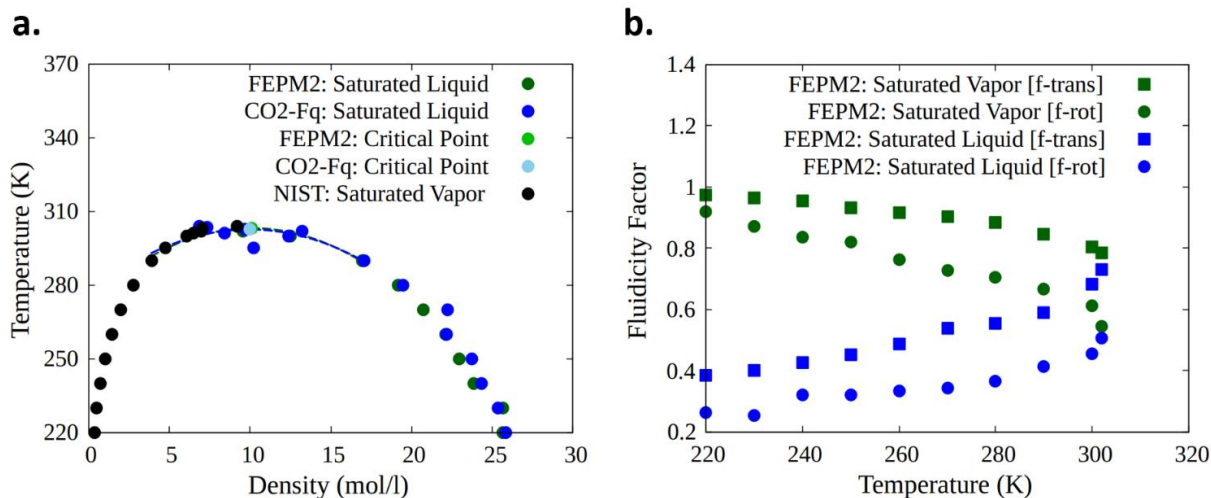 a.
370
340
310
280
250
220
Temperature (K)
FEPM2: Saturated Liquid
CO2-Fq: Saturated Liquid
FEPM2: Critical Point
CO2-Fq: Critical Point
NIST: Saturated Vapor
0 5 10 15 20 25 30
Density (mol/l)
b.
1.4
1.2
1
0.8
0.6
0.4
0.2
Fluidicity Factor
FEPM2: Saturated Vapor [f-trans]
FEPM2: Saturated Vapor [f-rot]
FEPM2: Saturated Liquid [f-trans]
FEPM2: Saturated Liquid [f-rot]
220 240 260 280 300 320
Temperature (K)